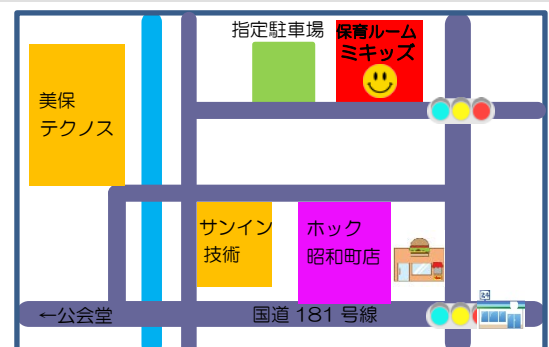 指定駐車場
保育ルーム
ミキッズ
美保
テクノス
サンイン
技術
ホック
昭和町店
←公会堂
国道 181 号線